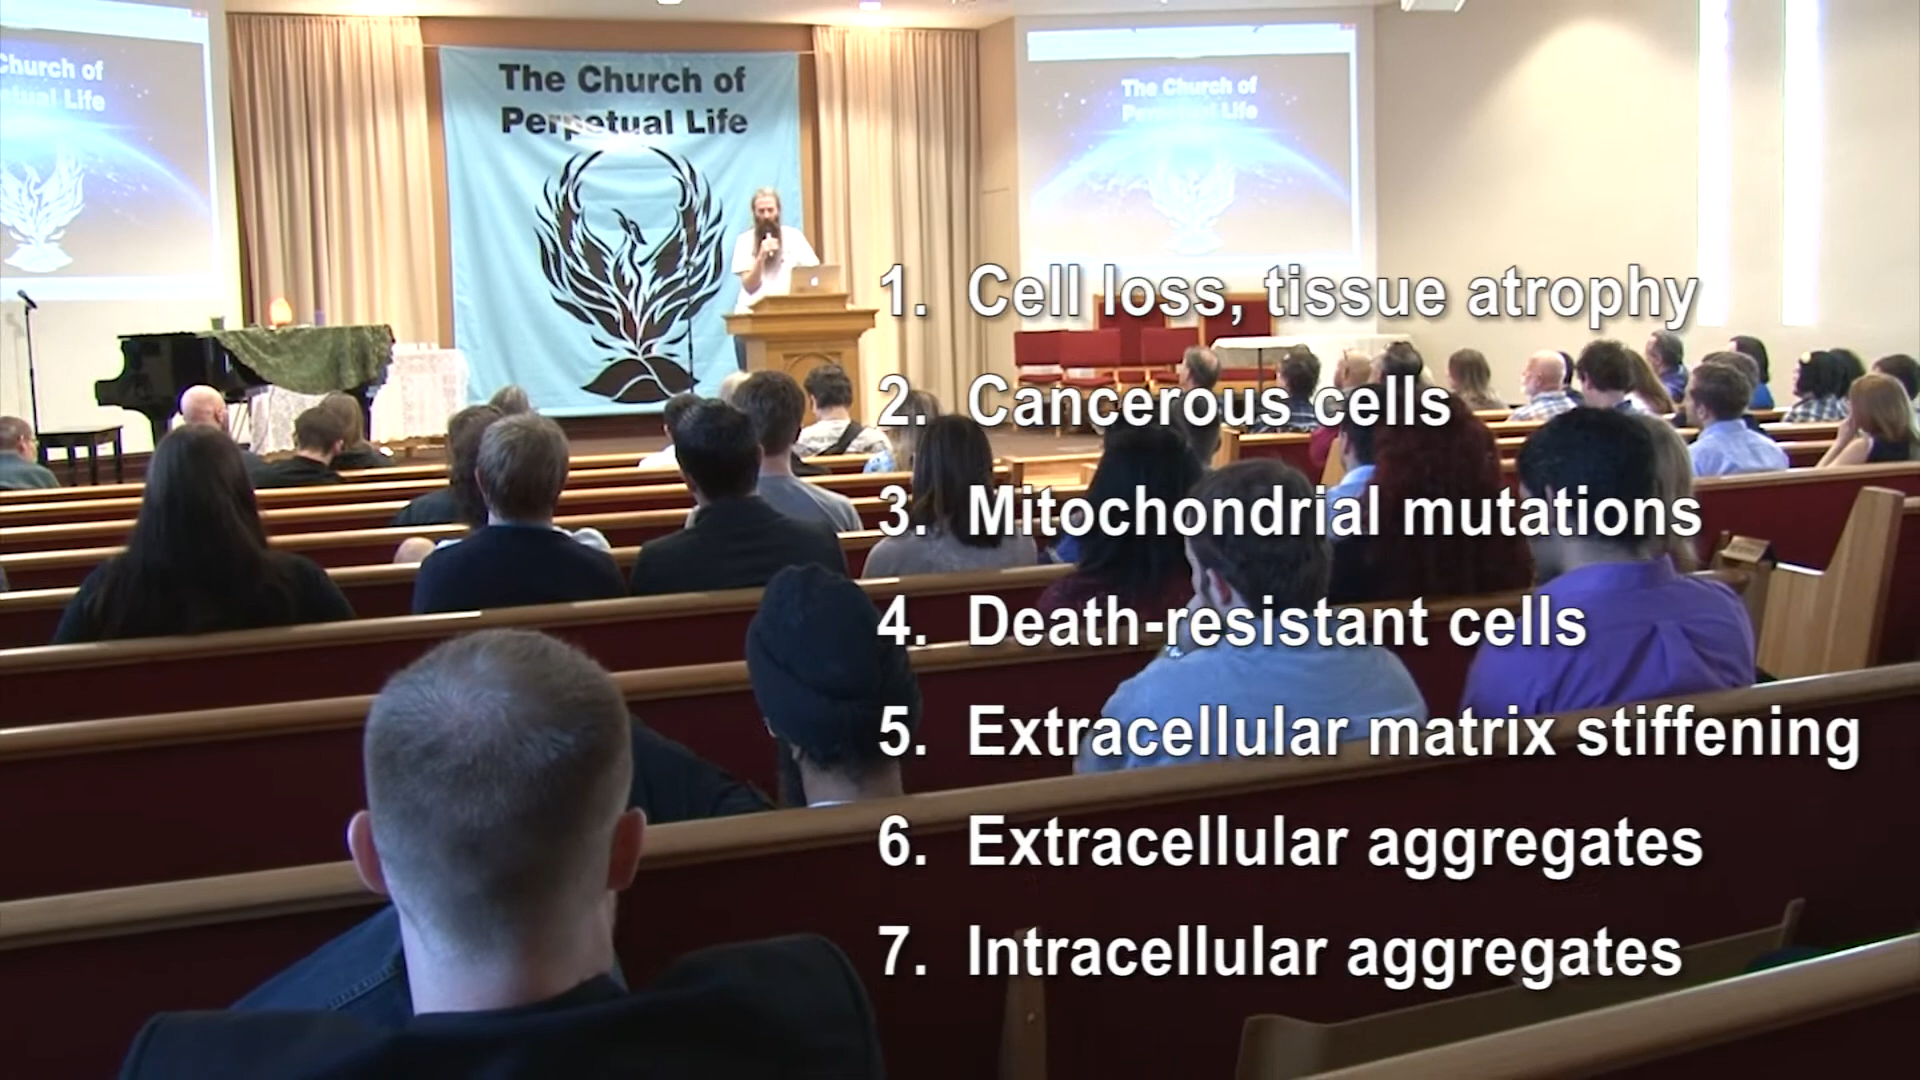 Church of
Life
The Church of
Perpetual Life
The Church of
Perpetual Life
1. Cell loss, tissue atrophy
2. Cancerous cells
3. Mitochondrial mutations
4. Death-resistant cells
5. Extracellular matrix stiffening
6. Extracellular aggregates
7. Intracellular aggregates